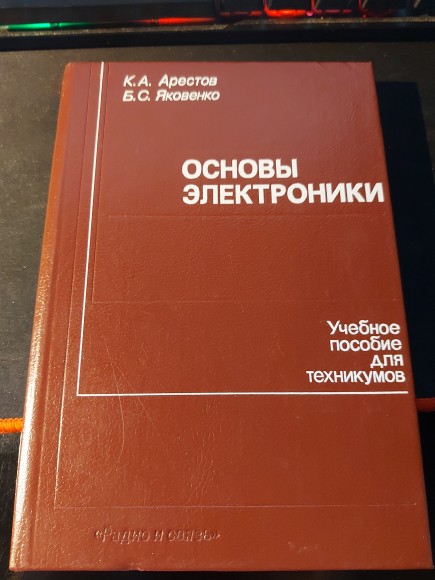 К.А. Арестов
Б.С. Яковенко
ОСНОВЫ
ЭЛЕКТРОНИКИ
Учебное
пособие
для
техникумов
«Радио и связь»